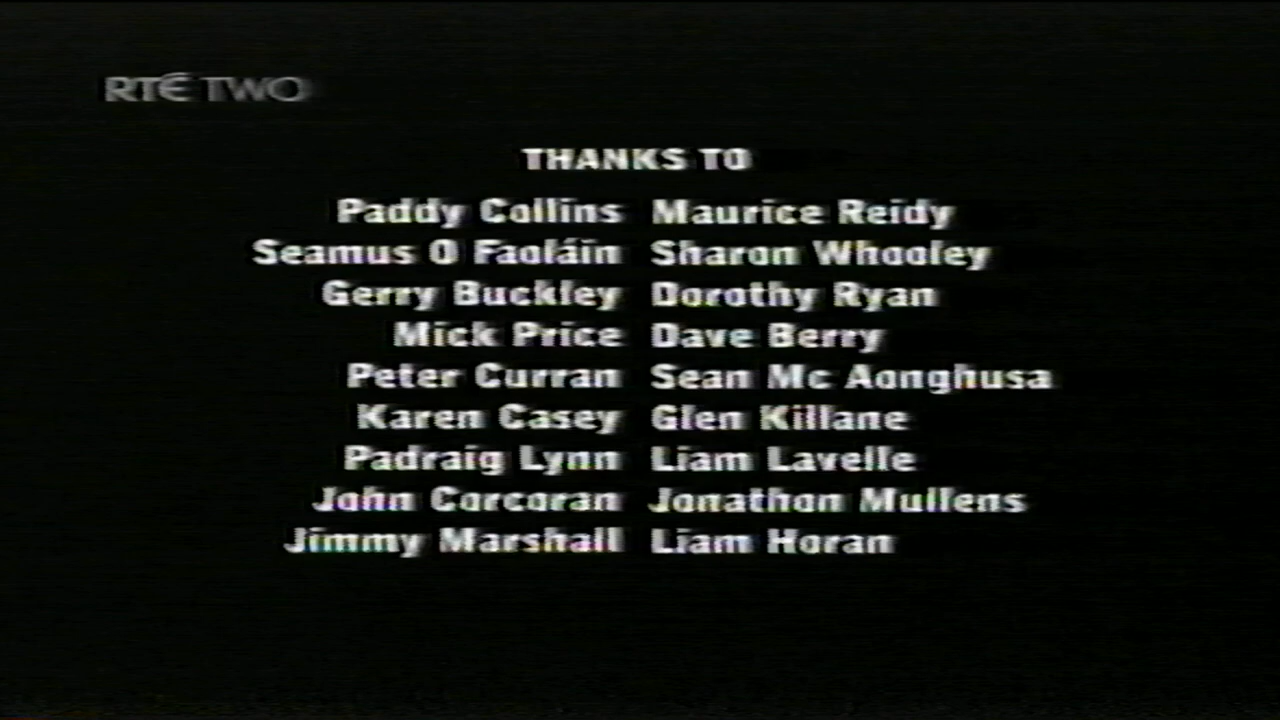 RTÉ TWO
THANKS TO
Paddy Collins Maurice Reidy
Seamus O Faoláin Sharon Whooley
Gerry Buckley Dorothy Ryan
Mick Price Dave Berry
Peter Curran Sean Mc Aonghusa
Karen Casey Glen Killane
Padraig Lynn Liam Lavelle
John Corcoran Jonathon Mullens
Jimmy Marshall Liam Horan